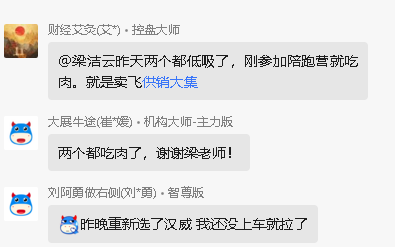 财经艾灸(艾*) • 控盘大师
@梁洁云昨天两个都低吸了，刚参加陪跑营就吃
肉。就是卖飞供销大集
大展牛途(崔*嫒) • 机构大师-主力版
两个都吃肉了，谢谢梁老师！
刘阿勇做右侧(刘*勇) • 智尊版
昨晚重新选了汉威 我还没上车就拉了